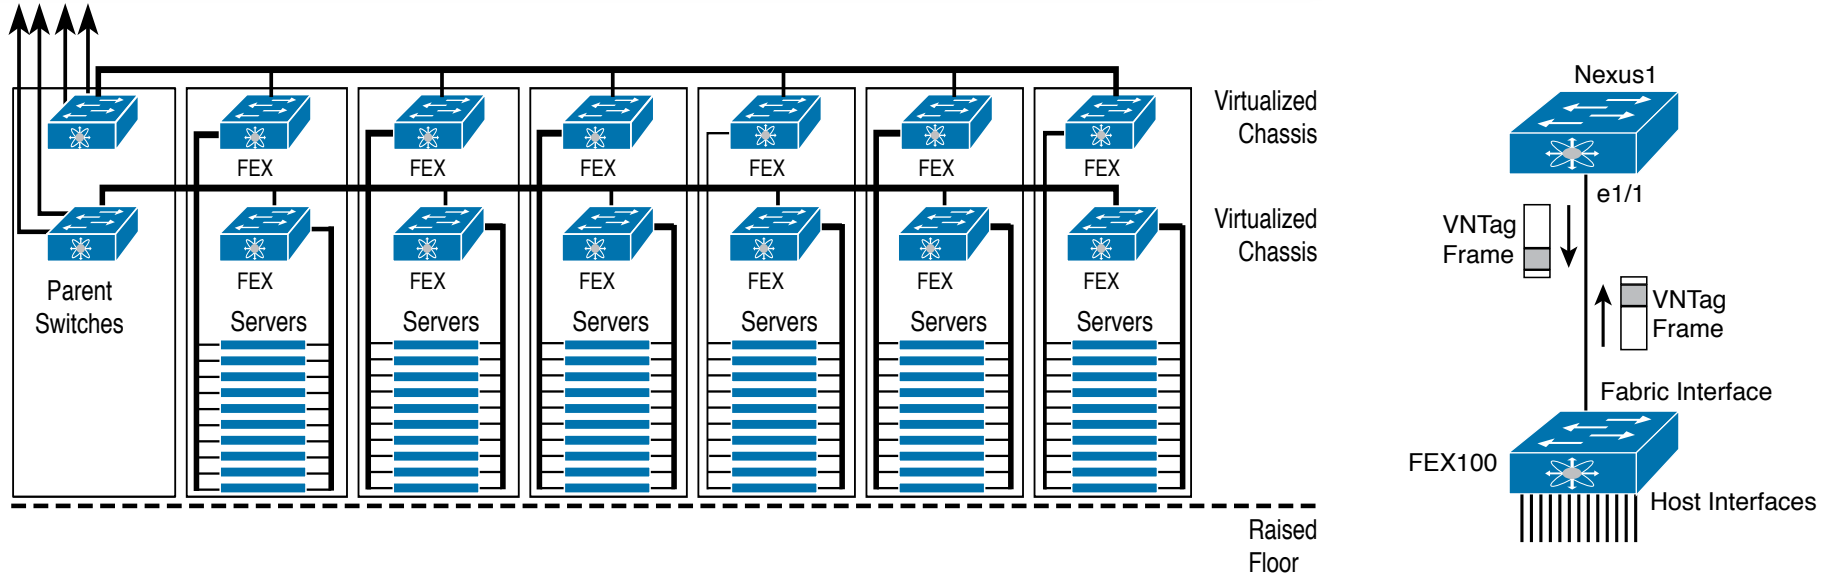 Virtualized
Chassis
FEX
FEX
FEX
FEX
FEX
FEX
Virtualized
Chassis
Parent
Switches
FEX
FEX
FEX
FEX
FEX
FEX
Servers
Servers
Servers
Servers
Servers
Servers
Raised
Floor
Nexus1
e1/1
VNTag
Frame
VNTag
Frame
Fabric Interface
FEX100
Host Interfaces